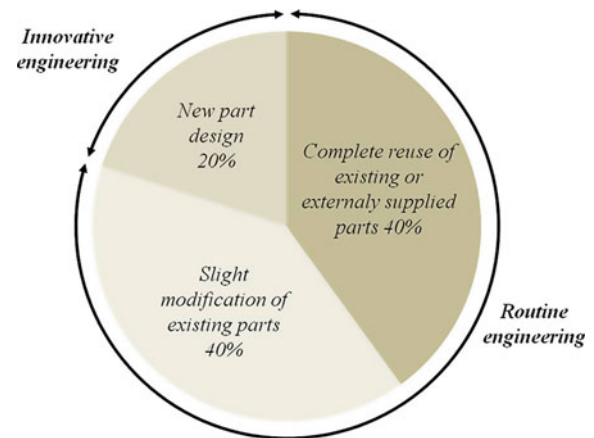 Innovative
engineering
New part
design
20%
Complete reuse of
existing or
externaly supplied
parts 40%
Slight
modification of
existing parts
40%
Routine
engineering